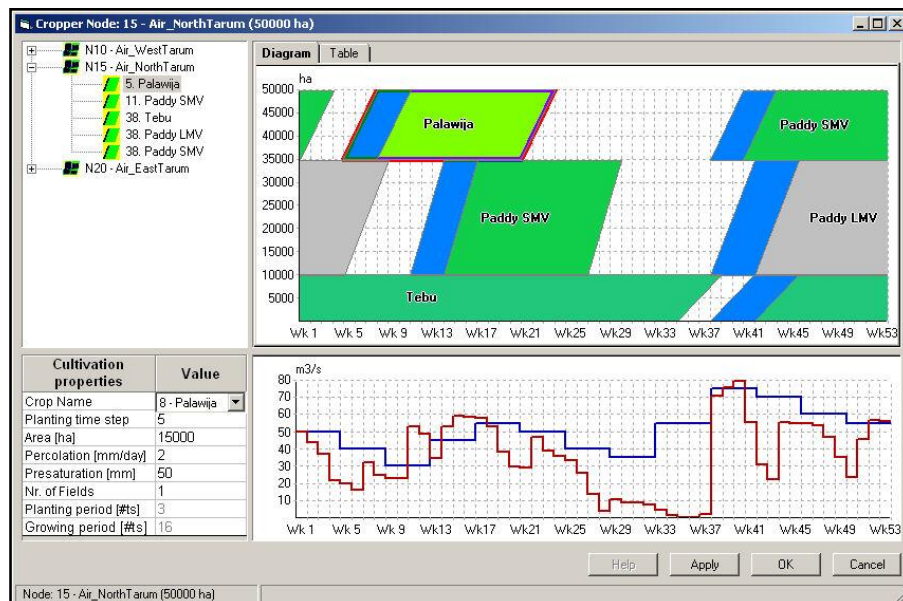 Cropper Node: 15 - Air_NorthTarum (50000 ha)
N10 - Air_WestTarum
N15 - Air_NorthTarum
5. Palawija
11. Paddy SMV
38. Tebu
38. Paddy LMV
38. Paddy SMV
N20 - Air_EastTarum
Diagram Table
ha
50000
45000
40000
35000
30000
25000
20000
15000
10000
5000
Palawija
Paddy SMV
Paddy SMV
Paddy LMV
Tebu
Wk 1 Wk 5 Wk 9 Wk13 Wk17 Wk21 Wk25 Wk29 Wk33 Wk37 Wk41 Wk45 Wk49 Wk53
Cultivation properties Value
Crop Name 8 - Palawija
Planting time step 5
Area [ha] 15000
Percolation [mm/day] 2
Presaturation [mm] 50
Nr. of Fields 1
Planting period [#ts] 3
Growing period [#ts] 16
m3/s
80
70
60
50
40
30
20
10
Wk 1 Wk 5 Wk 9 Wk13 Wk17 Wk21 Wk25 Wk29 Wk33 Wk37 Wk41 Wk45 Wk49 Wk53
Help Apply OK Cancel
Node: 15 - Air_NorthTarum (50000 ha)